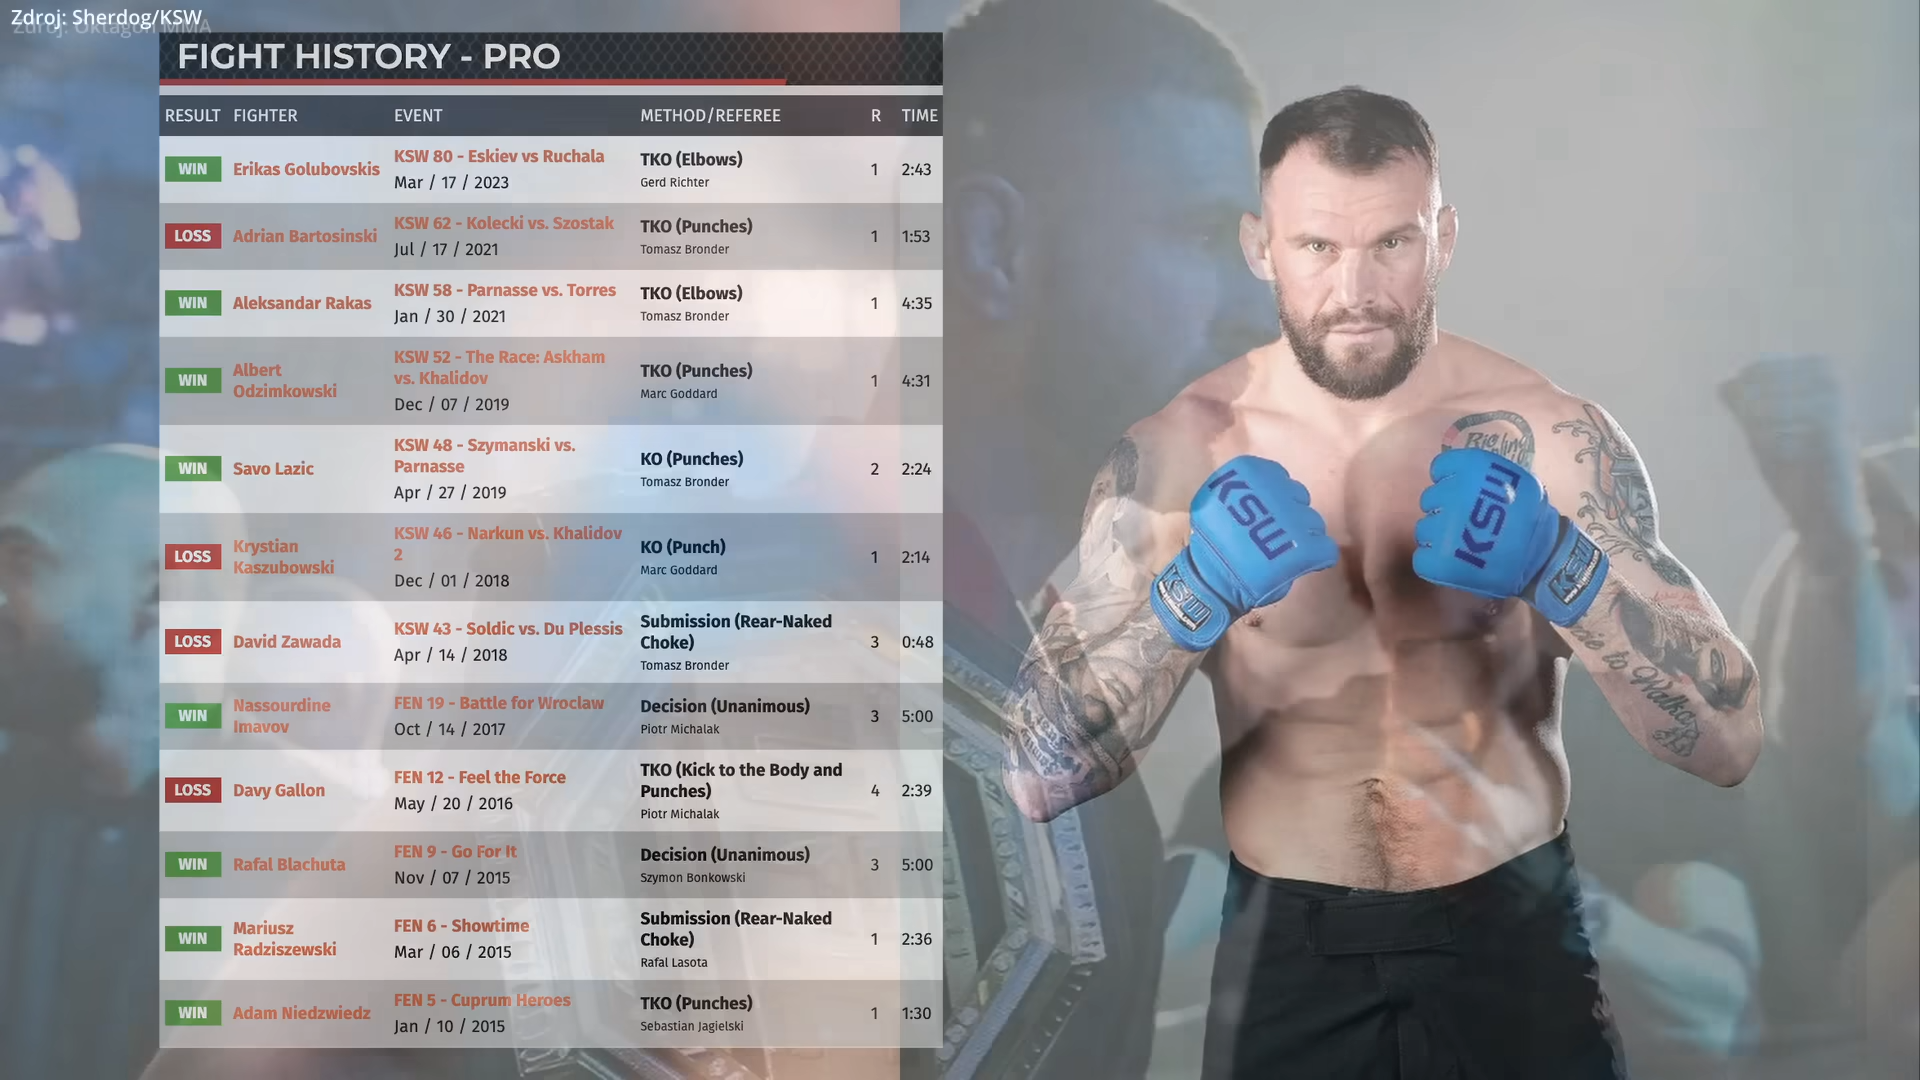 Zdroj: Sherdog/KSW
Zdroj: Oktagon MMA
FIGHT HISTORY - PRO
RESULT FIGHTER EVENT METHOD/REFEREE R TIME
WIN Erikas Golubovskis KSW 80 - Eskiev vs Ruchala TKO (Elbows) 1 2:43
Mar / 17 / 2023 Gerd Richter
LOSS Adrian Bartosinski KSW 62 - Kolecki vs. Szostak TKO (Punches) 1 1:53
Jul / 17 / 2021 Tomasz Bronder
WIN Aleksandar Rakas KSW 58 - Parnasse vs. Torres TKO (Elbows) 1 4:35
Jan / 30 / 2021 Tomasz Bronder
WIN Albert KSW 52 - The Race: Askham TKO (Punches) 1 4:31
Odzimkowski vs. Khalidov Marc Goddard
Dec / 07 / 2019
WIN Savo Lazic KSW 48 - Szymanski vs. KO (Punches) 2 2:24
Parnasse Tomasz Bronder
Apr / 27 / 2019
LOSS Krystian KSW 46 - Narkun vs. Khalidov KO (Punch) 1 2:14
Kaszubowski 2 Marc Goddard
Dec / 01 / 2018
LOSS David Zawada KSW 43 - Soldic vs. Du Plessis Submission (Rear-Naked 3 0:48
Apr / 14 / 2018 Choke)
Tomasz Bronder
WIN Nassourdine FEN 19 - Battle for Wroclaw Decision (Unanimous) 3 5:00
Imavov Oct / 14 / 2017 Piotr Michalak
LOSS Davy Gallon FEN 12 - Feel the Force TKO (Kick to the Body and 4 2:39
May / 20 / 2016 Punches)
Piotr Michalak
WIN Rafal Blachuta FEN 9 - Go For It Decision (Unanimous) 3 5:00
Nov / 07 / 2015 Szymon Bonkowski
WIN Mariusz FEN 6 - Showtime Submission (Rear-Naked 1 2:36
Radziszewski Mar / 06 / 2015 Choke)
Rafal Lasota
WIN Adam Niedzwiedz FEN 5 - Cuprum Heroes TKO (Punches) 1 1:30
Jan / 10 / 2015 Sebastian Jagielski
KSW
KSW
KSW
KSW
to Walka